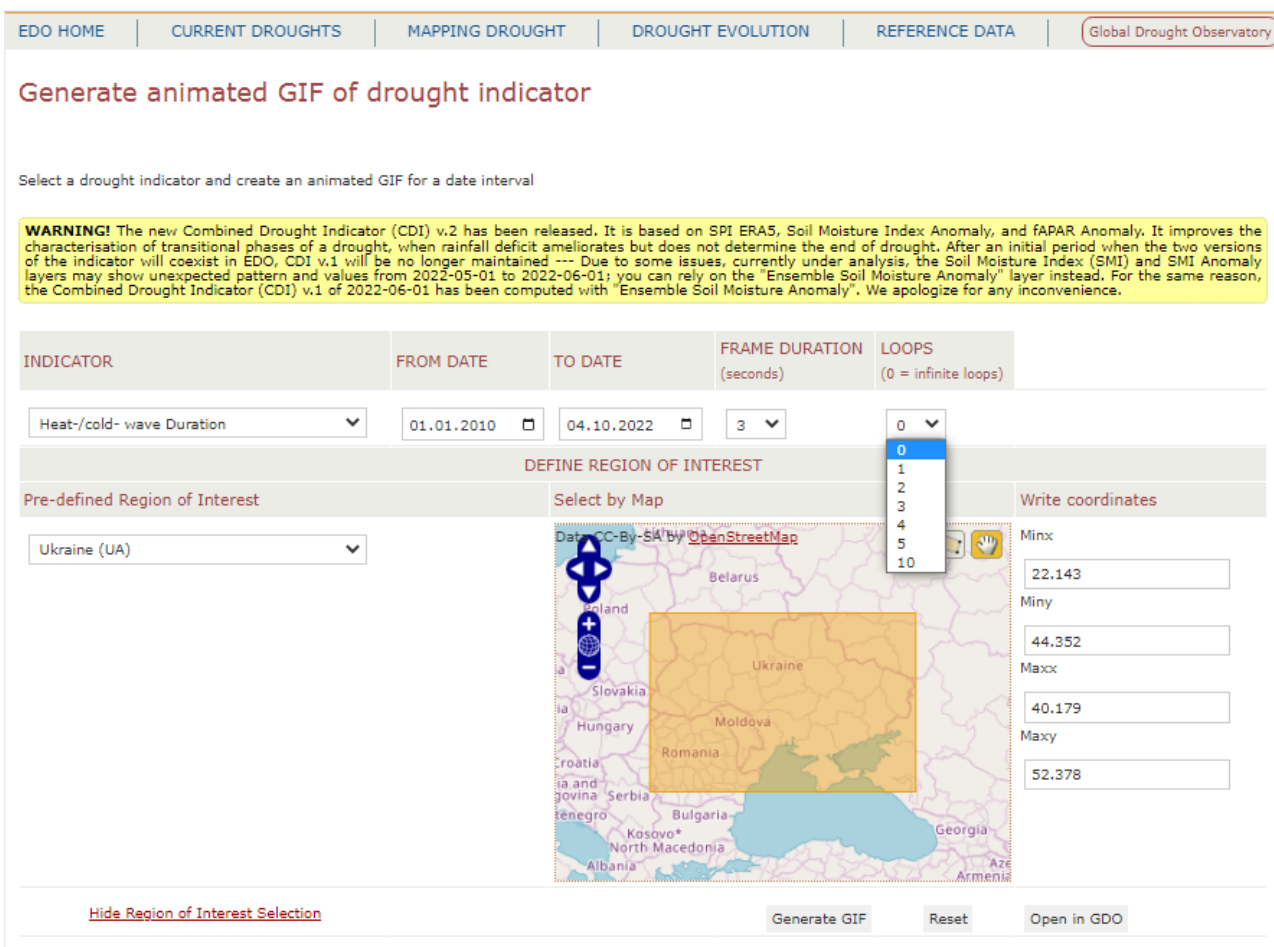 EDO HOME
CURRENT DROUGHTS
MAPPING DROUGHT
DROUGHT EVOLUTION
REFERENCE DATA
Global Drought Observatory
Generate animated GIF of drought indicator
Select a drought indicator and create an animated GIF for a date interval
WARNING! The new Combined Drought Indicator (CDI) v.2 has been released. It is based on SPI ERA5, Soil Moisture Index Anomaly, and fAPAR Anomaly. It improves the
characterisation of transitional phases of a drought, when rainfall deficit ameliorates but does not determine the end of drought. After an initial period when the two versions
of the indicator will coexist in EDO, CDI v.1 will be no longer maintained --- Due to some issues, currently under analysis, the Soil Moisture Index (SMI) and SMI Anomaly
layers may show unexpected pattern and values from 2022-05-01 to 2022-06-01; you can rely on the "Ensemble Soil Moisture Anomaly" layer instead. For the same reason,
the Combined Drought Indicator (CDI) v.1 of 2022-06-01 has been computed with "Ensemble Soil Moisture Anomaly". We apologize for any inconvenience.
INDICATOR
FROM DATE
TO DATE
FRAME DURATION
(seconds)
LOOPS
(0 = infinite loops)
Heat-/cold- wave Duration
01.01.2010
04.10.2022
3
0
0
1
2
3
4
5
10
DEFINE REGION OF INTEREST
Pre-defined Region of Interest
Select by Map
Write coordinates
Ukraine (UA)
Data CC-By-SA by OpenStreetMap
Lithuania
Belarus
Poland
Ukraine
Slovakia
Hungary
Moldova
Romania
Croatia
Serbia
Bulgaria
Kosovo*
North Macedonia
Albania
Georgia
Armenia
Minx
22.143
Miny
44.352
Maxx
40.179
Maxy
52.378
Hide Region of Interest Selection
Generate GIF
Reset
Open in GDO